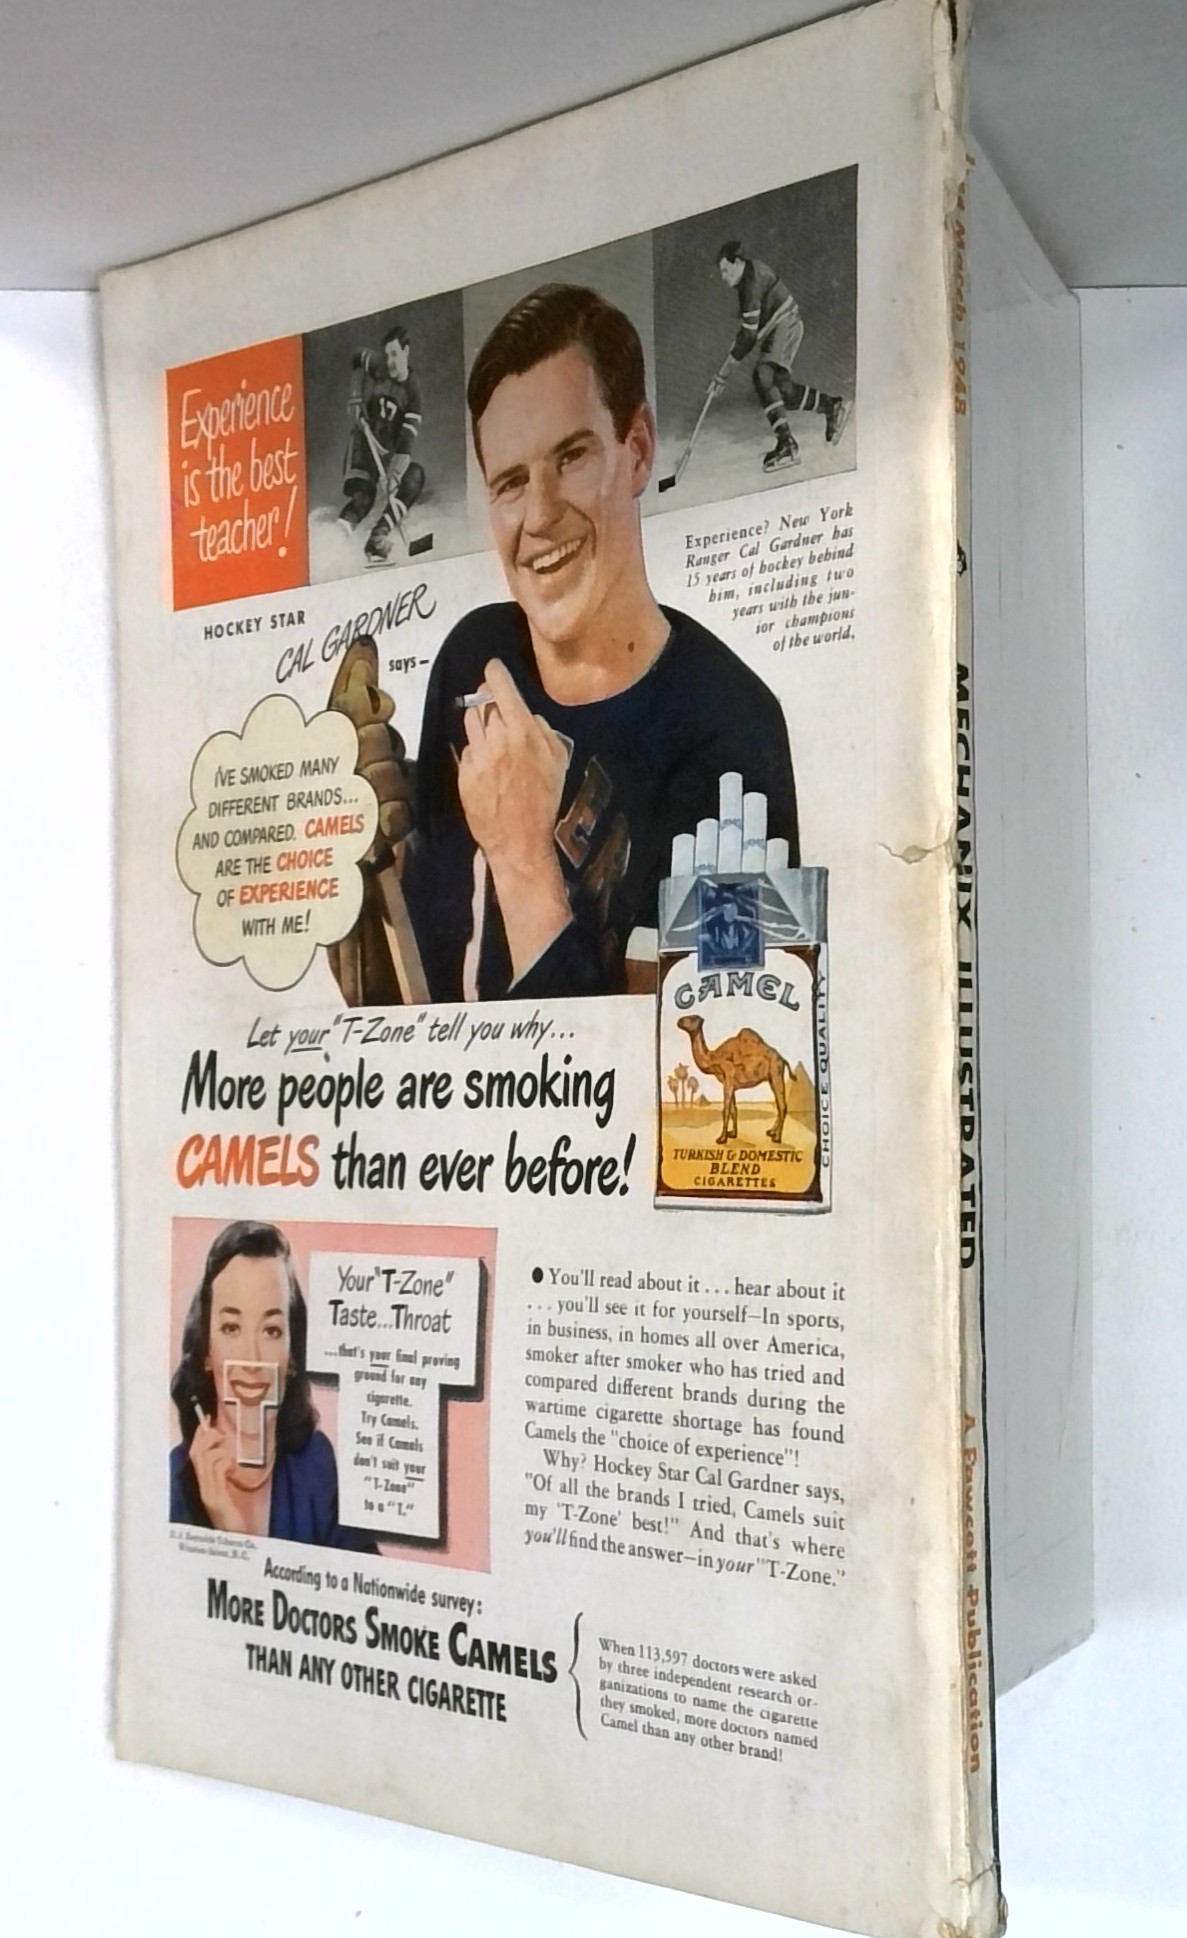 Experience
is the best
teacher!
17
HOCKEY STAR
CAL GARDNER
says—
Experience? New York
Ranger Cal Gardner has
15 years of hockey behind
him, including two
years with the jun-
ior champions
of the world.
I'VE SMOKED MANY
DIFFERENT BRANDS...
AND COMPARED. CAMELS
ARE THE CHOICE
OF EXPERIENCE
WITH ME!
Let your "T-Zone" tell you why...
More people are smoking
CAMELS than ever before!
CAMEL
TURKISH & DOMESTIC
BLEND
CIGARETTES
CHOICE QUALITY
Your "T-Zone"
Taste...Throat
...that's your final proving
ground for any
cigarette.
Try Camels.
See if Camels
don't suit your
"T-Zone"
to a "T."
T
R. J. Reynolds Tobacco Co.
Winston-Salem, N. C.
● You'll read about it . . . hear about it
. . . you'll see it for yourself—In sports,
in business, in homes all over America,
smoker after smoker who has tried and
compared different brands during the
wartime cigarette shortage has found
Camels the "choice of experience"!
Why? Hockey Star Cal Gardner says,
"Of all the brands I tried, Camels suit
my 'T-Zone' best!" And that's where
you'll find the answer—in your "T-Zone."
According to a Nationwide survey:
MORE DOCTORS SMOKE CAMELS
THAN ANY OTHER CIGARETTE
When 113,597 doctors were asked
by three independent research or-
ganizations to name the cigarette
they smoked, more doctors named
Camel than any other brand!
March 1948
MECHANIX ILLUSTRATED
A Fawcett Publication